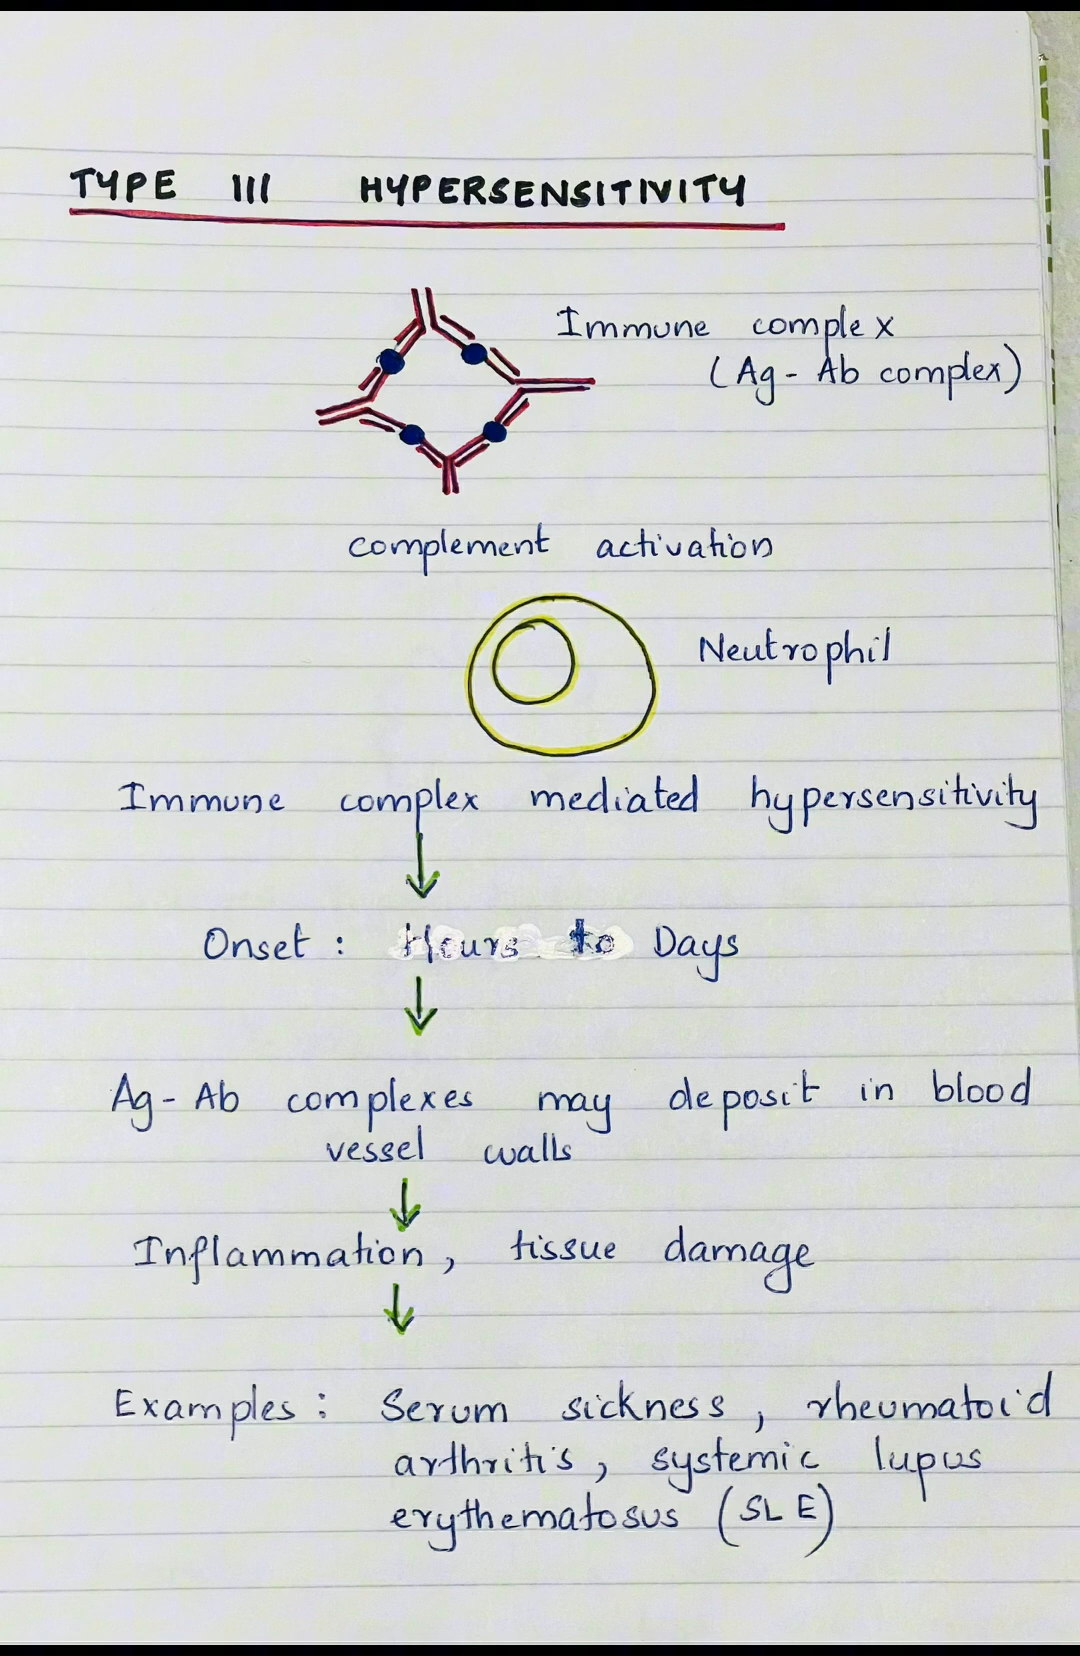 TYPE III HYPERSENSITIVITY
Immune complex
(Ag - Ab complex)
complement activation
Neutrophil
Immune complex mediated hypersensitivity
Onset : Hours to Days
Ag - Ab complexes may deposit in blood
vessel walls
Inflammation, tissue damage
Examples : Serum sickness, rheumatoid
arthritis, systemic lupus
erythematosus (SLE)